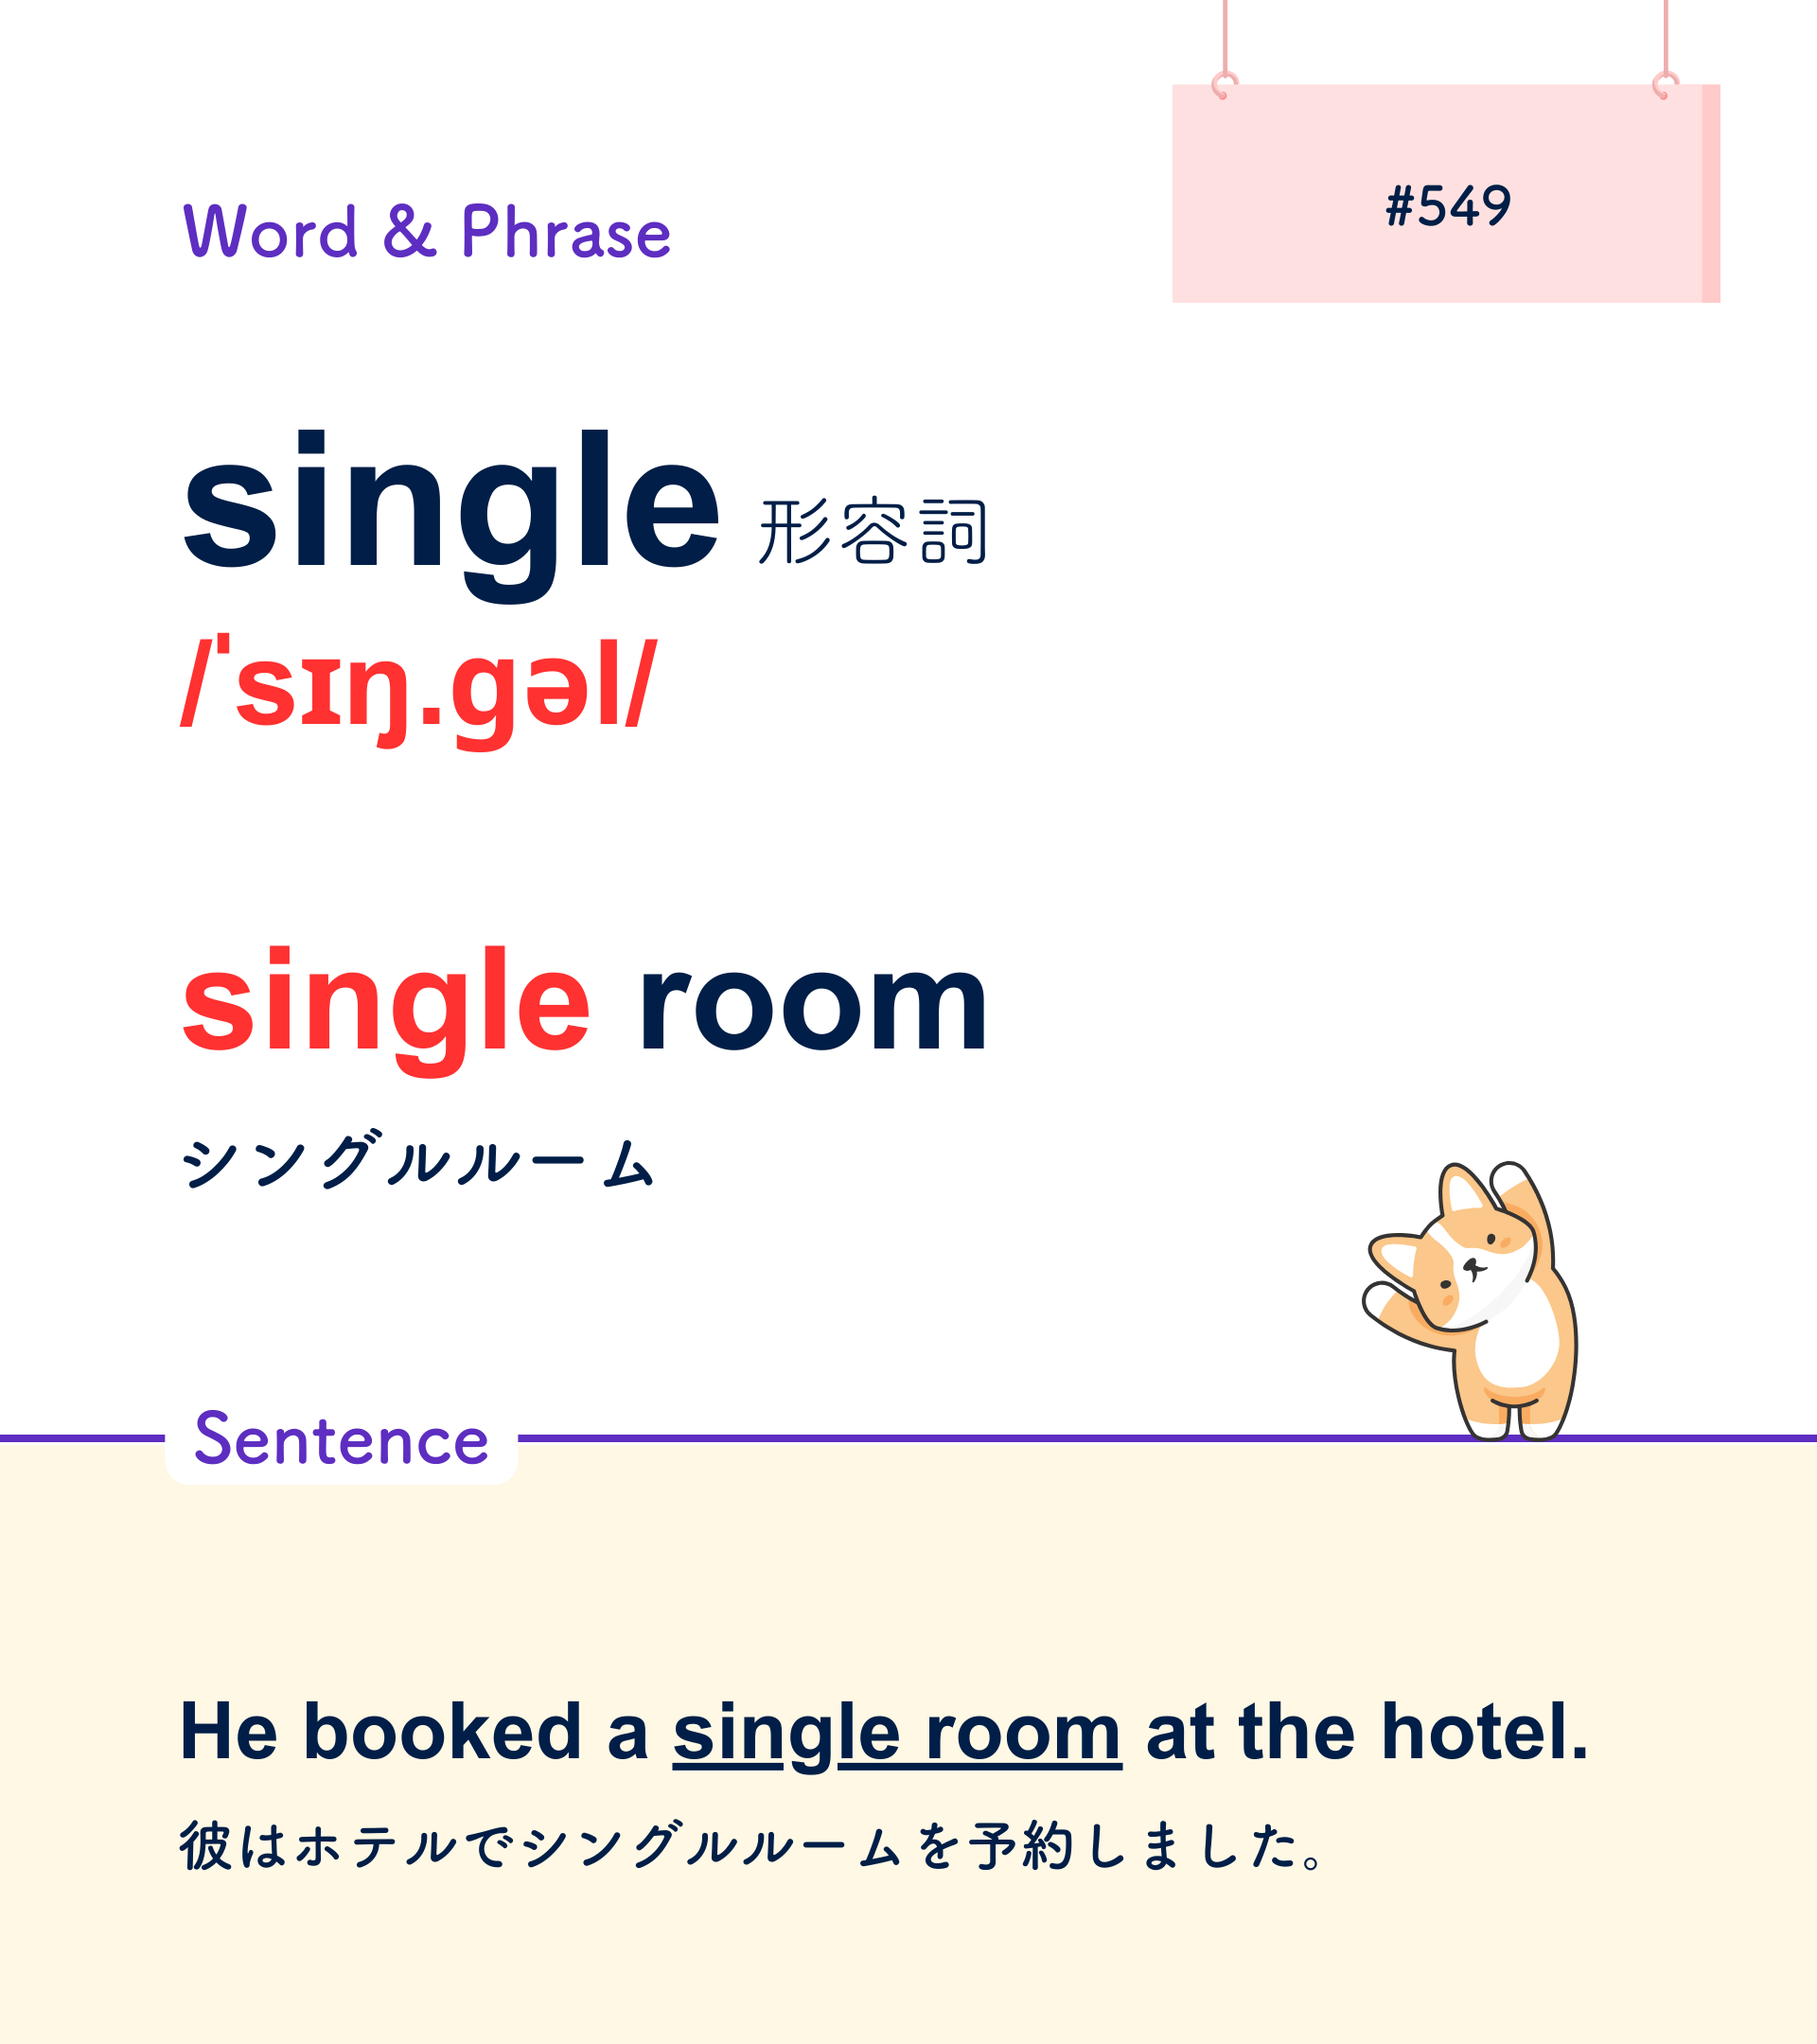 Word & Phrase
#549
single 形容詞
/ˈsɪŋ.ɡəl/
single room
シングルルーム
Sentence
He booked a single room at the hotel.
彼はホテルでシングルルームを予約しました。